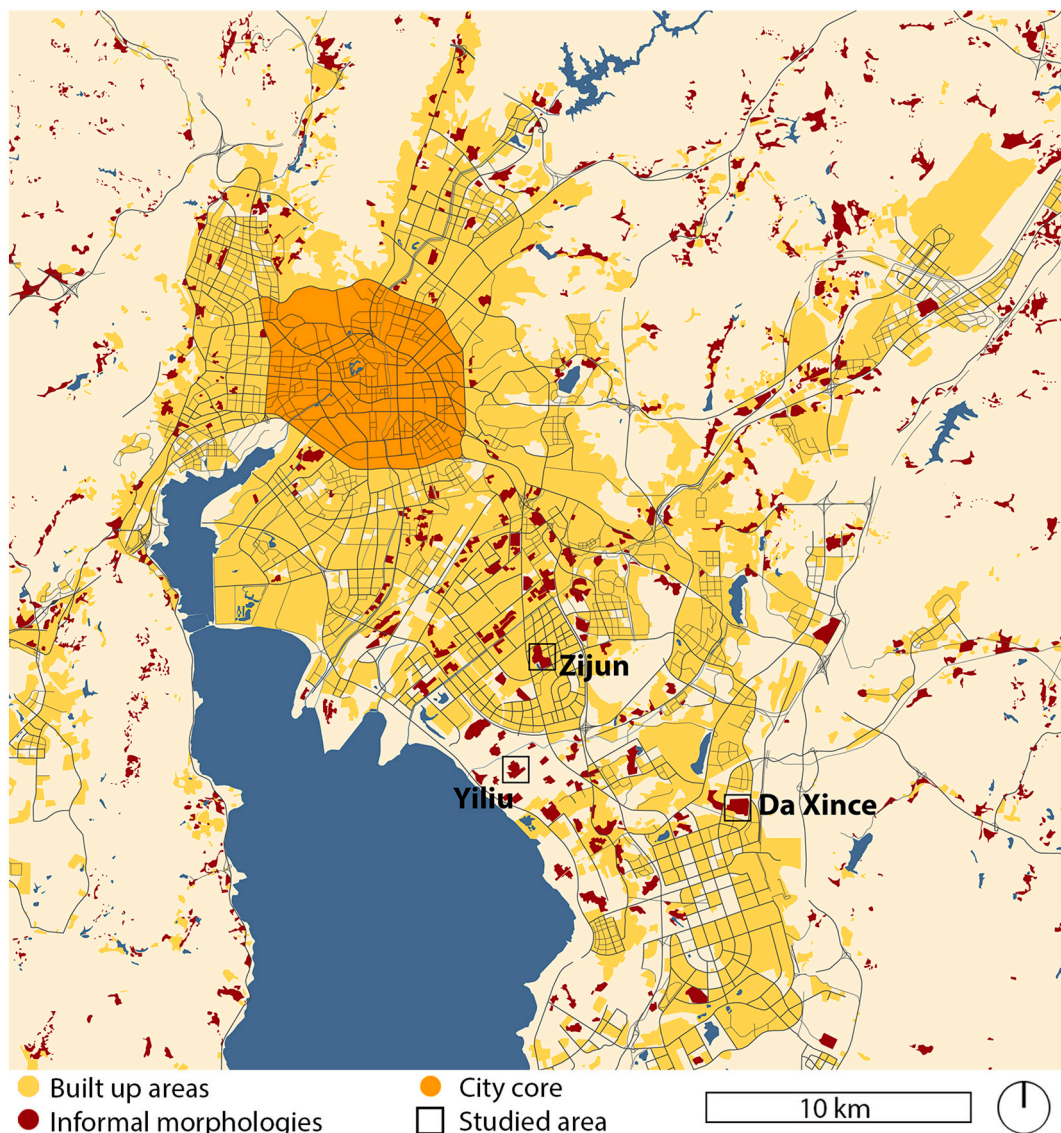 Zijun
Yiliu
Da Xince
Built up areas
City core
10 km
Informal morphologies
Studied area